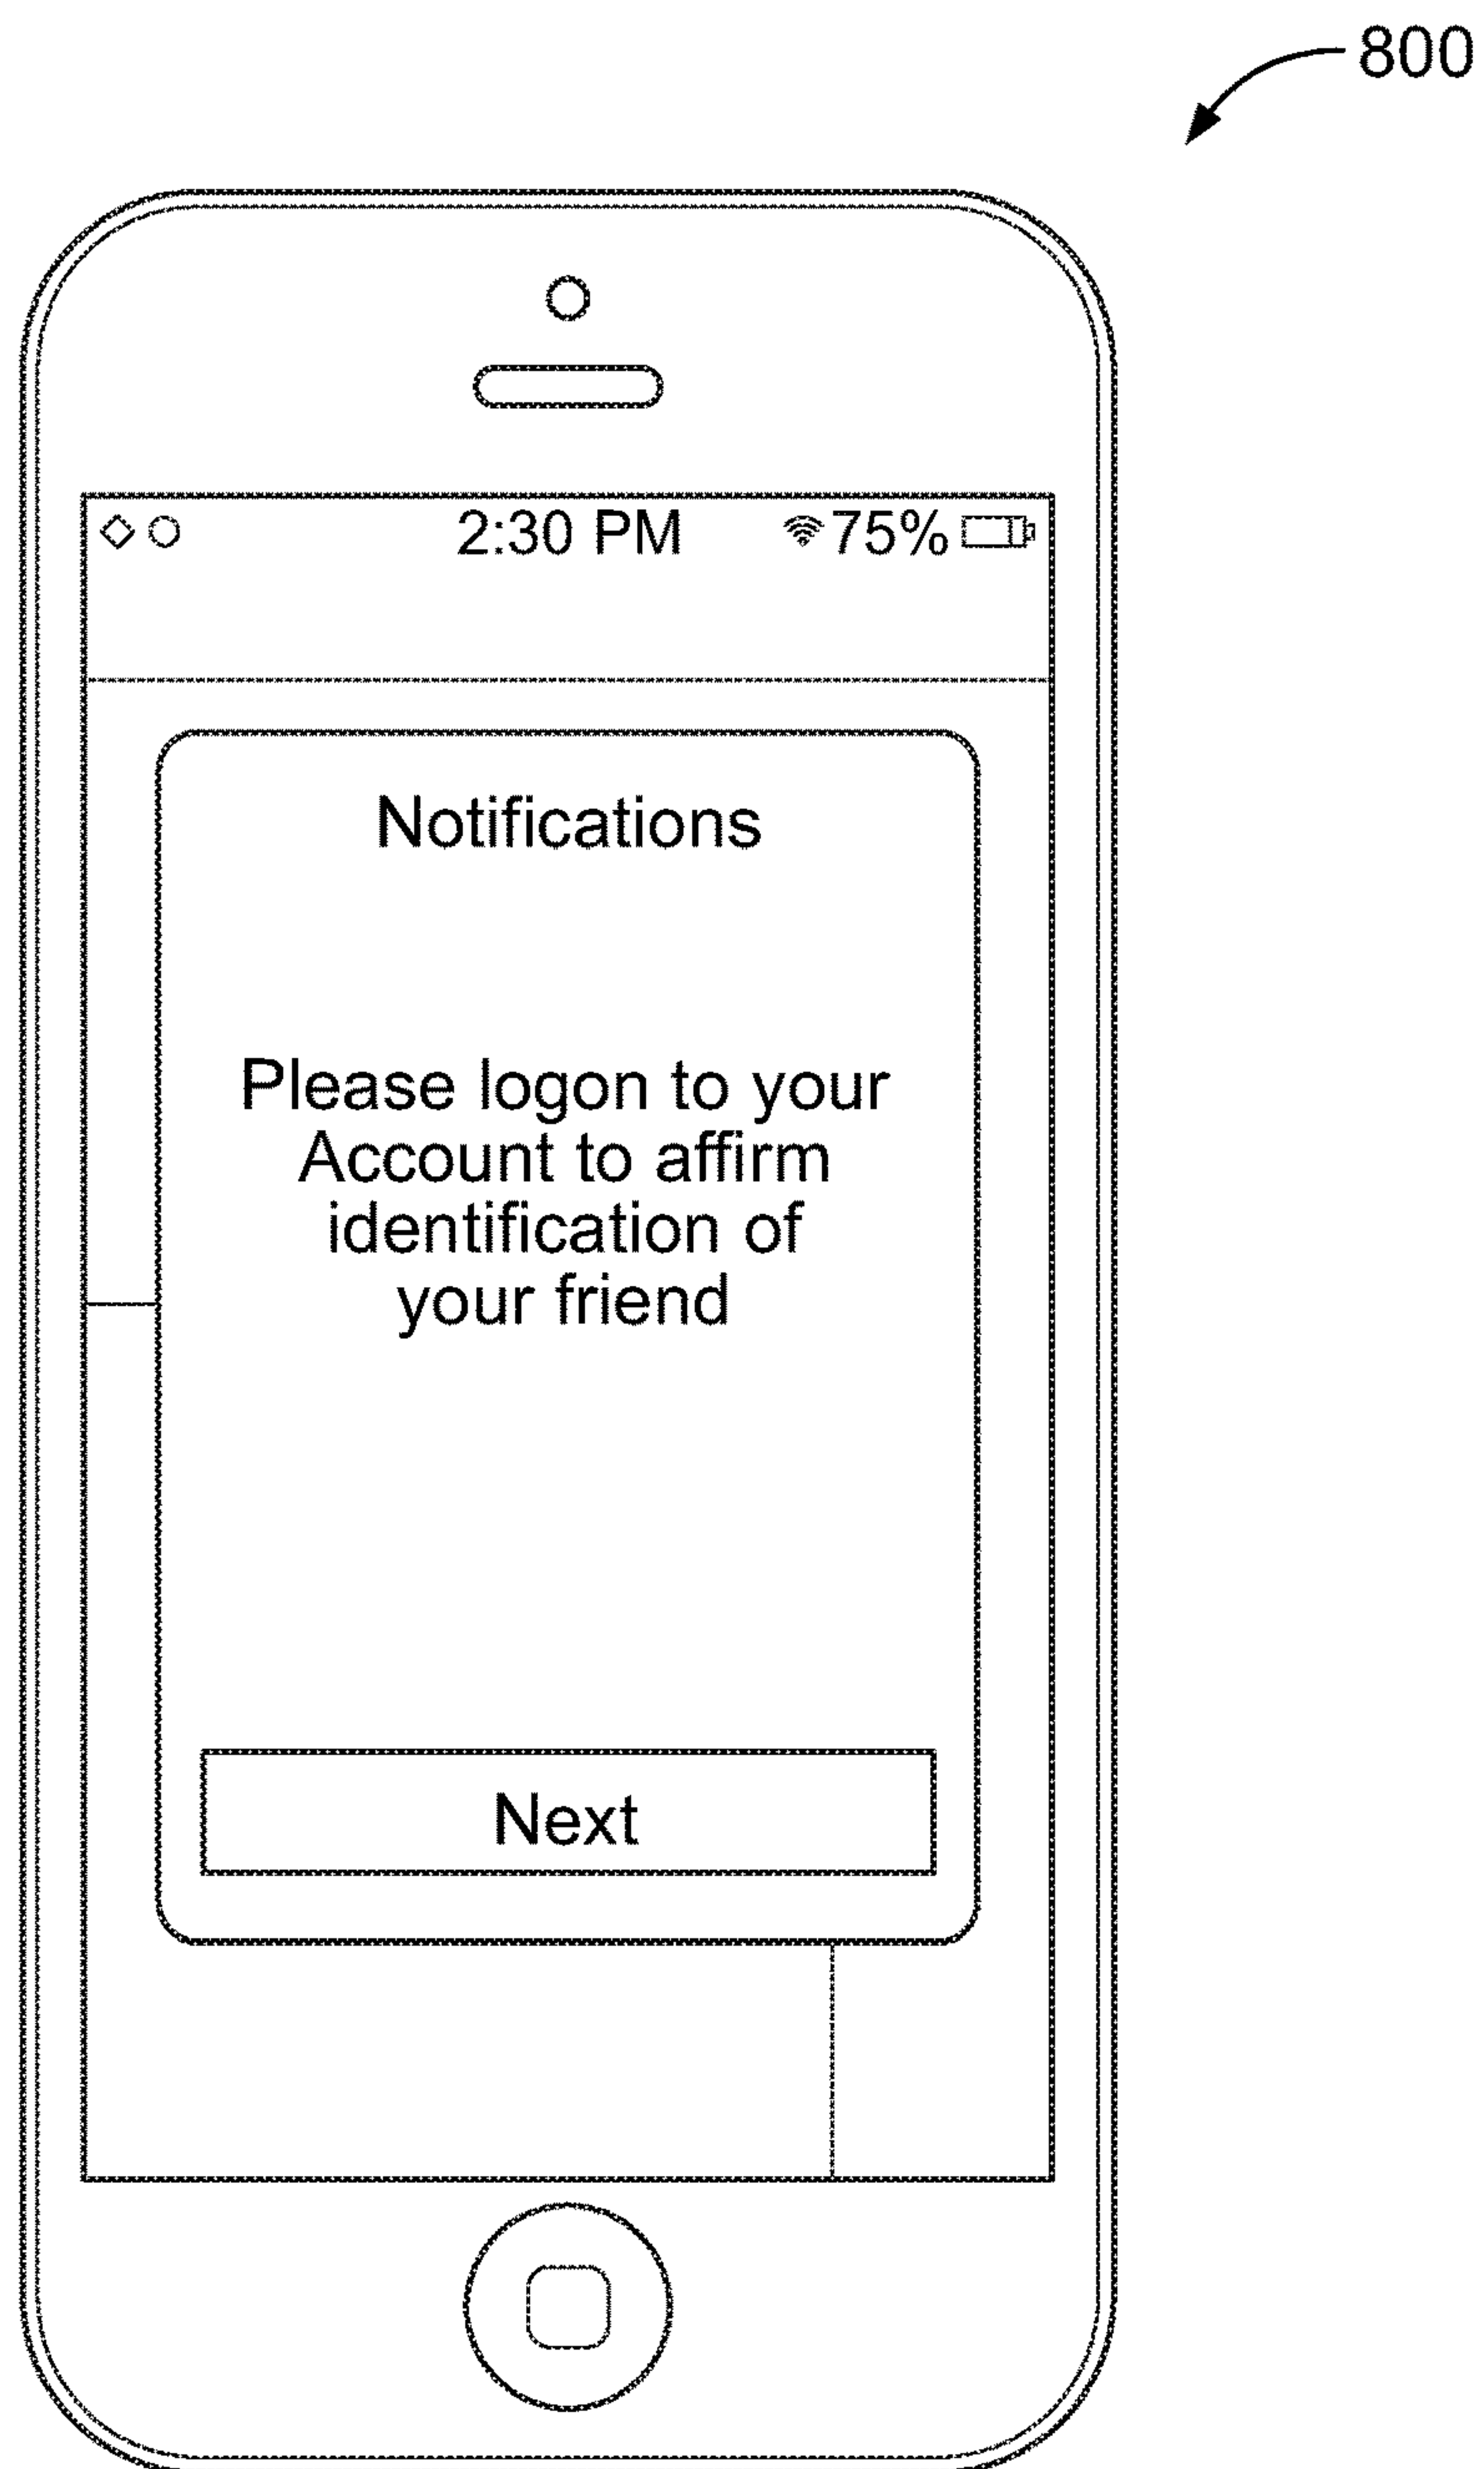 800
2:30 PM 75%
Notifications
Please logon to your
Account to affirm
identification of
your friend
Next